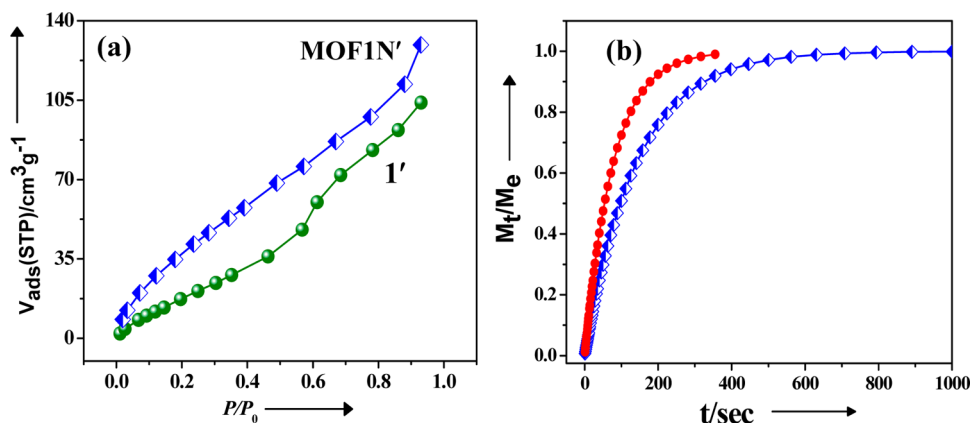 (a)
MOF1N′
1′
V_ads(STP)/cm³g⁻¹
140
105
70
35
0
0.0 0.2 0.4 0.6 0.8 1.0
P/P₀
(b)
M_t/M_e
1.0
0.8
0.6
0.4
0.2
0.0
0 200 400 600 800 1000
t/sec